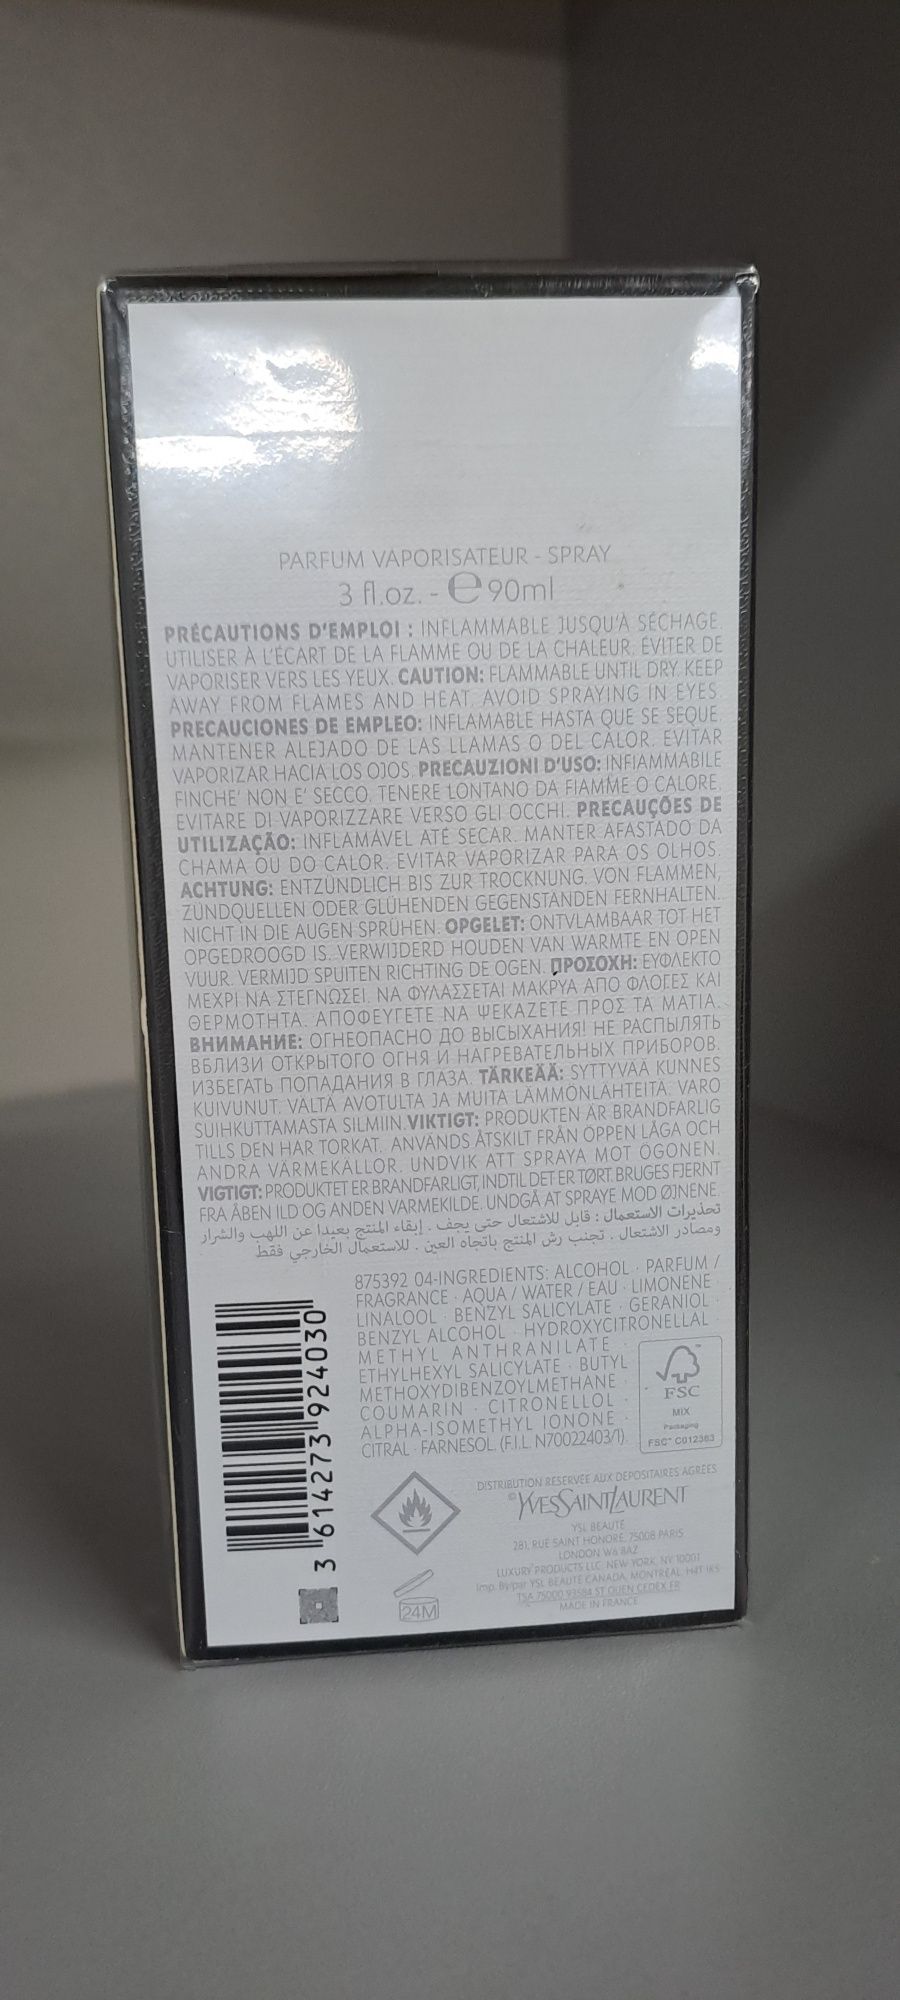 PARFUM VAPORISATEUR - SPRAY
3 fl.oz. - ℮ 90ml
PRÉCAUTIONS D'EMPLOI : INFLAMMABLE JUSQU'À SÉCHAGE.
UTILISER À L'ÉCART DE LA FLAMME OU DE LA CHALEUR. ÉVITER DE
VAPORISER VERS LES YEUX. CAUTION: FLAMMABLE UNTIL DRY. KEEP
AWAY FROM FLAMES AND HEAT. AVOID SPRAYING IN EYES.
PRECAUCIONES DE EMPLEO: INFLAMABLE HASTA QUE SE SEQUE.
MANTENER ALEJADO DE LAS LLAMAS O DEL CALOR. EVITAR
VAPORIZAR HACIA LOS OJOS. PRECAUZIONI D'USO: INFIAMMABILE
FINCHE' NON E' SECCO. TENERE LONTANO DA FIAMME O CALORE.
EVITARE DI VAPORIZZARE VERSO GLI OCCHI. PRECAUÇÕES DE
UTILIZAÇÃO: INFLAMÁVEL ATÉ SECAR. MANTER AFASTADO DA
CHAMA OU DO CALOR. EVITAR VAPORIZAR PARA OS OLHOS.
ACHTUNG: ENTZÜNDLICH BIS ZUR TROCKNUNG. VON FLAMMEN,
ZÜNDQUELLEN ODER GLÜHENDEN GEGENSTÄNDEN FERNHALTEN.
NICHT IN DIE AUGEN SPRÜHEN. OPGELET: ONTVLAMBAAR TOT HET
OPGEDROOGD IS. VERWIJDERD HOUDEN VAN WARMTE EN OPEN
VUUR. VERMIJD SPUITEN RICHTING DE OGEN. ΠΡΟΣΟΧΗ: ΕΥΦΛΕΚΤΟ
ΜΕΧΡΙ ΝΑ ΣΤΕΓΝΩΣΕΙ. ΝΑ ΦΥΛΑΣΣΕΤΑΙ ΜΑΚΡΥΑ ΑΠΟ ΦΛΟΓΕΣ ΚΑΙ
ΘΕΡΜΟΤΗΤΑ. ΑΠΟΦΕΥΓΕΤΕ ΝΑ ΨΕΚΑΖΕΤΕ ΠΡΟΣ ΤΑ ΜΑΤΙΑ.
ВНИМАНИЕ: ОГНЕОПАСНО ДО ВЫСЫХАНИЯ! НЕ РАСПЫЛЯТЬ
ВБЛИЗИ ОТКРЫТОГО ОГНЯ И НАГРЕВАТЕЛЬНЫХ ПРИБОРОВ.
ИЗБЕГАТЬ ПОПАДАНИЯ В ГЛАЗА. TÄRKEÄÄ: SYTTYVÄÄ KUNNES
KUIVUNUT. VÄLTÄ AVOTULTA JA MUITA LÄMMÖNLÄHTEITÄ. VARO
SUIHKUTTAMASTA SILMIIN. VIKTIGT: PRODUKTEN ÄR BRANDFARLIG
TILLS DEN HAR TORKAT. ANVÄNDS ÅTSKILT FRÅN ÖPPEN LÅGA OCH
ANDRA VÄRMEKÄLLOR. UNDVIK ATT SPRAYA MOT ÖGONEN.
VIGTIGT: PRODUKTET ER BRANDFARLIGT, INDTIL DET ER TØRT. BRUGES FJERNT
FRA ÅBEN ILD OG ANDEN VARMEKILDE. UNDGÅ AT SPRAYE MOD ØJNENE.
تحذيرات الاستعمال : قابل للاشتعال حتى يجف . إبقاء المنتج بعيدا عن اللهب والشرار
ومصادر الاشتعال . تجنب رش المنتج باتجاه العين . للاستعمال الخارجي فقط
875392 04-INGREDIENTS: ALCOHOL · PARFUM /
FRAGRANCE · AQUA / WATER / EAU · LIMONENE ·
LINALOOL · BENZYL SALICYLATE · GERANIOL ·
BENZYL ALCOHOL · HYDROXYCITRONELLAL ·
METHYL ANTHRANILATE ·
ETHYLHEXYL SALICYLATE · BUTYL
METHOXYDIBENZOYLMETHANE ·
COUMARIN · CITRONELLOL ·
ALPHA-ISOMETHYL IONONE ·
CITRAL · FARNESOL. (F.I.L. N70022403/1).
FSC™
MIX
Packaging
FSC® C012383
3 614273 924030
24M
DISTRIBUTION RÉSERVÉE AUX DÉPOSITAIRES AGRÉÉS
© YVESSAINTLAURENT
YSL BEAUTÉ
281, RUE SAINT HONORÉ, 75008 PARIS
LONDON W6 8AZ
LUXURY PRODUCTS LLC, NEW YORK, NY 10001
Imp. By/par YSL BEAUTÉ CANADA, MONTRÉAL, H4T 1K5
TSA 75000 93584 ST OUEN CEDEX FR
MADE IN FRANCE